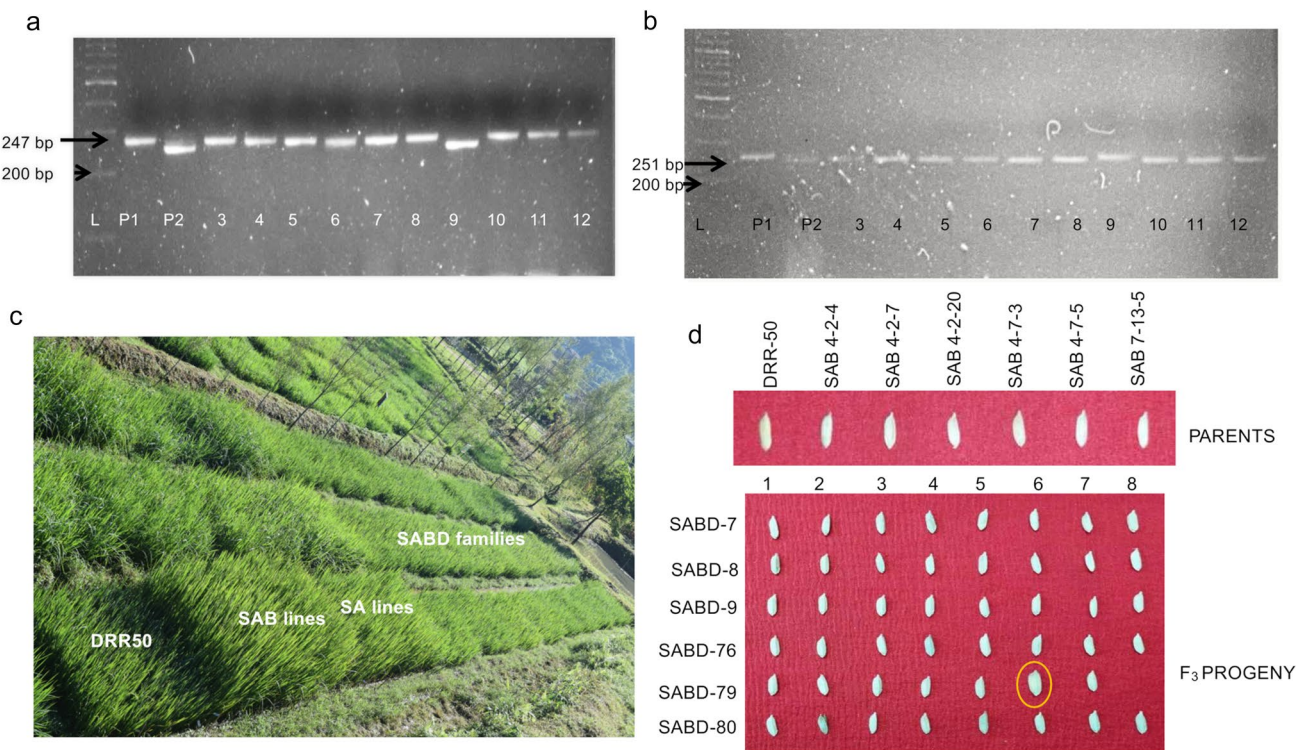 a
247 bp
200 bp
L P1 P2 3 4 5 6 7 8 9 10 11 12
b
251 bp
200 bp
L P1 P2 3 4 5 6 7 8 9 10 11 12
c
SABD families
SAB lines
SA lines
DRR50
d
DRR-50
SAB 4-2-4
SAB 4-2-7
SAB 4-2-20
SAB 4-7-3
SAB 4-7-5
SAB 7-13-5
PARENTS
1 2 3 4 5 6 7 8
SABD-7
SABD-8
SABD-9
SABD-76
SABD-79
SABD-80
F₃ PROGENY